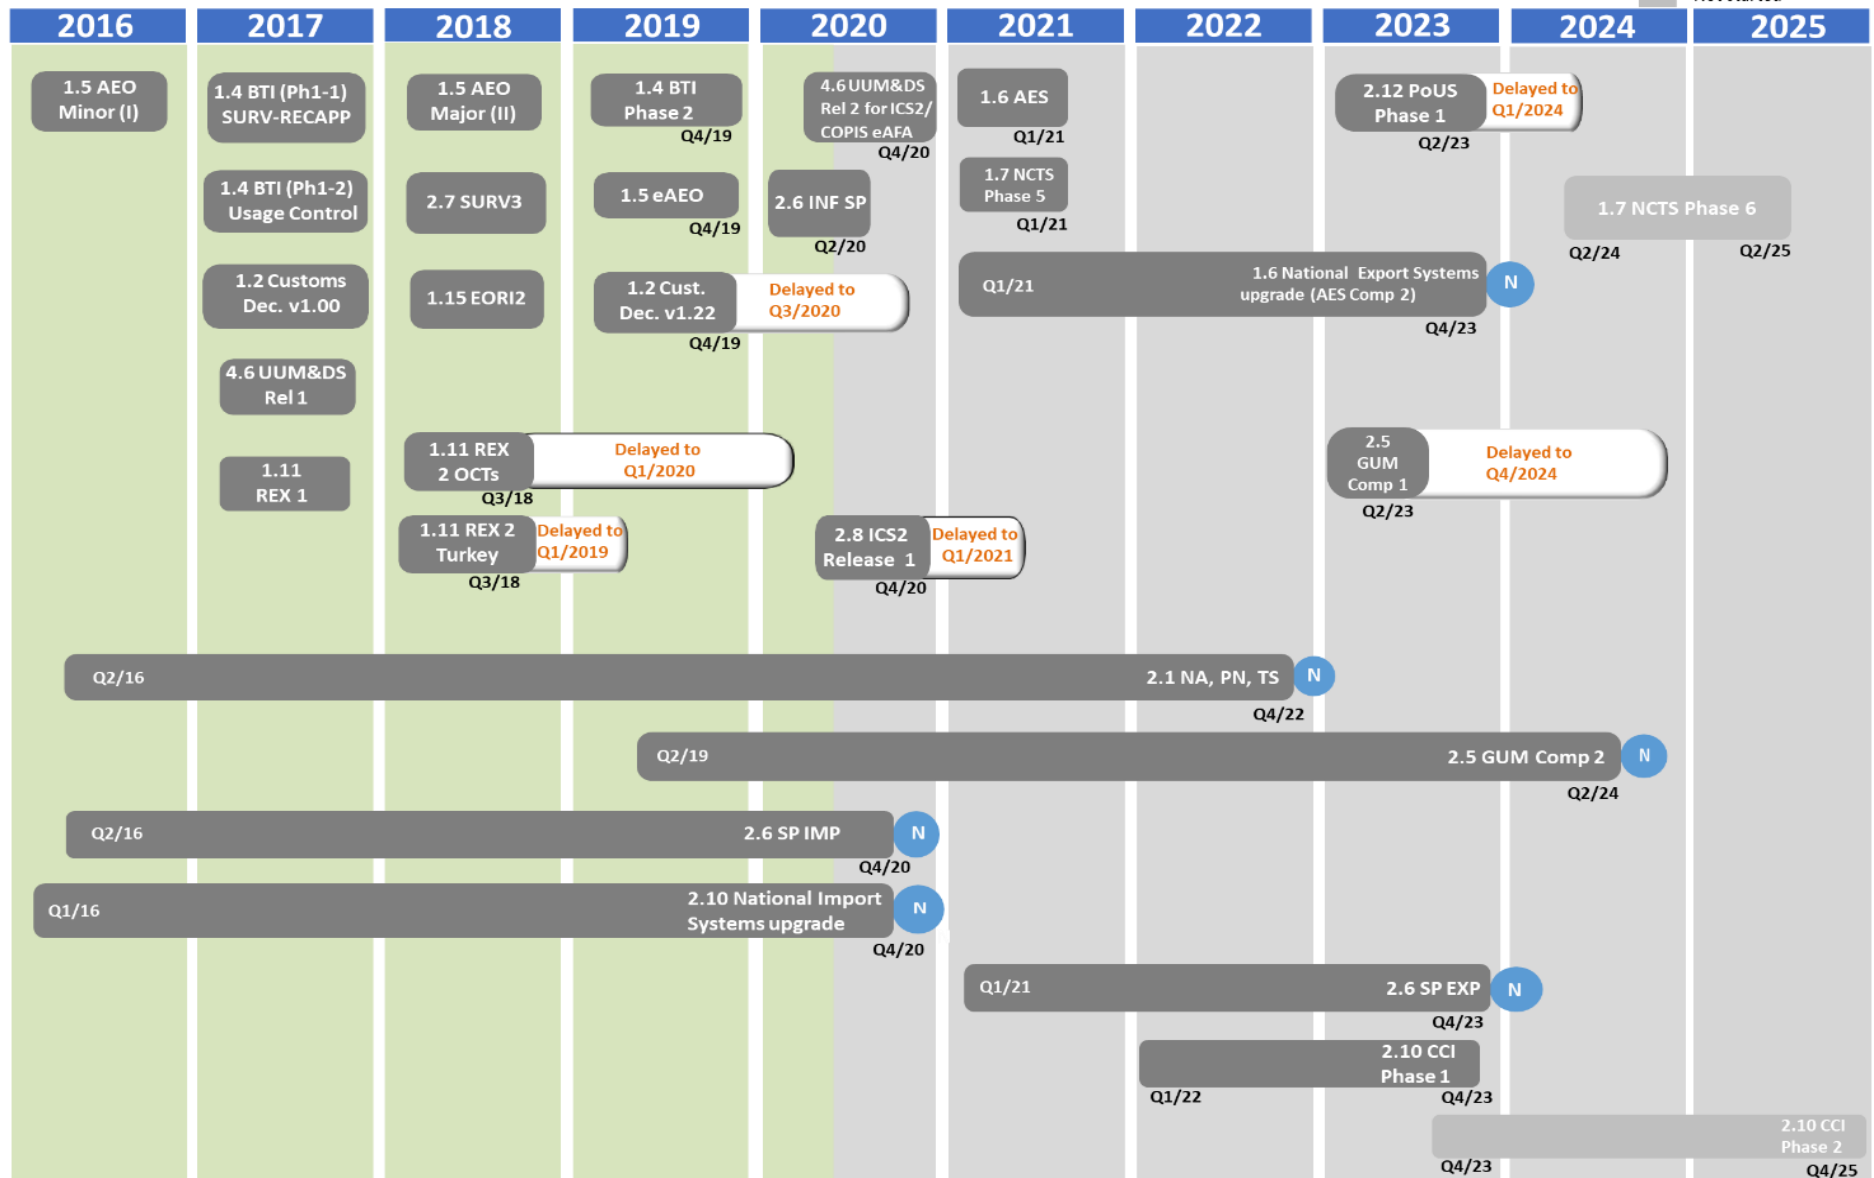 Not started
2016
2017
2018
2019
2020
2021
2022
2023
2024
2025
1.5 AEO
Minor (I)
1.4 BTI (Ph1-1)
SURV-RECAPP
1.5 AEO
Major (II)
1.4 BTI
Phase 2
Q4/19
4.6 UUM&DS
Rel 2 for ICS2/
COPIS eAFA
Q4/20
1.6 AES
Q1/21
2.12 PoUS
Phase 1
Q2/23
Delayed to
Q1/2024
1.4 BTI (Ph1-2)
Usage Control
2.7 SURV3
1.5 eAEO
Q4/19
2.6 INF SP
Q2/20
1.7 NCTS
Phase 5
Q1/21
1.7 NCTS Phase 6
Q2/24
Q2/25
1.2 Customs
Dec. v1.00
1.15 EORI2
1.2 Cust.
Dec. v1.22
Q4/19
Delayed to
Q3/2020
Q1/21
1.6 National Export Systems
upgrade (AES Comp 2)
Q4/23
N
4.6 UUM&DS
Rel 1
1.11
REX 1
1.11 REX
2 OCTs
Q3/18
Delayed to
Q1/2020
2.5
GUM
Comp 1
Q2/23
Delayed to
Q4/2024
1.11 REX 2
Turkey
Q3/18
Delayed to
Q1/2019
2.8 ICS2
Release 1
Q4/20
Delayed to
Q1/2021
Q2/16
2.1 NA, PN, TS
N
Q4/22
Q2/19
2.5 GUM Comp 2
N
Q2/24
Q2/16
2.6 SP IMP
N
Q4/20
Q1/16
2.10 National Import
Systems upgrade
N
Q4/20
Q1/21
2.6 SP EXP
N
Q4/23
2.10 CCI
Phase 1
Q1/22
Q4/23
2.10 CCI
Phase 2
Q4/23
Q4/25